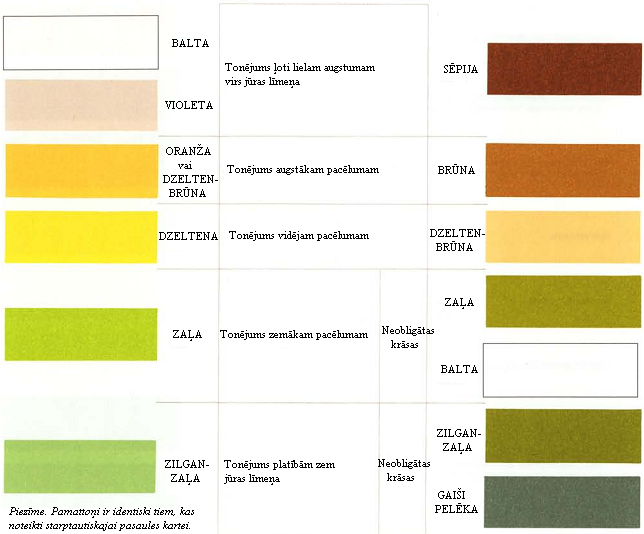 BALTA
VIOLETA
Tonējums ļoti lielam augstumam
virs jūras līmeņa
SĒPIJA
ORANŽA
vai
DZELTEN-
BRŪNA
Tonējums augstākam pacēlumam
BRŪNA
DZELTENA
Tonējums vidējam pacēlumam
DZELTEN-
BRŪNA
ZAĻA
Tonējums zemākam pacēlumam
Neobligātas
krāsas
ZAĻA
BALTA
ZILGAN-
ZAĻA
Tonējums platībām zem
jūras līmeņa
Neobligātas
krāsas
ZILGAN-
ZAĻA
GAIŠI
PELĒKA
Piezīme. Pamattoņi ir identiski tiem, kas
noteikti starptautiskajai pasaules kartei.